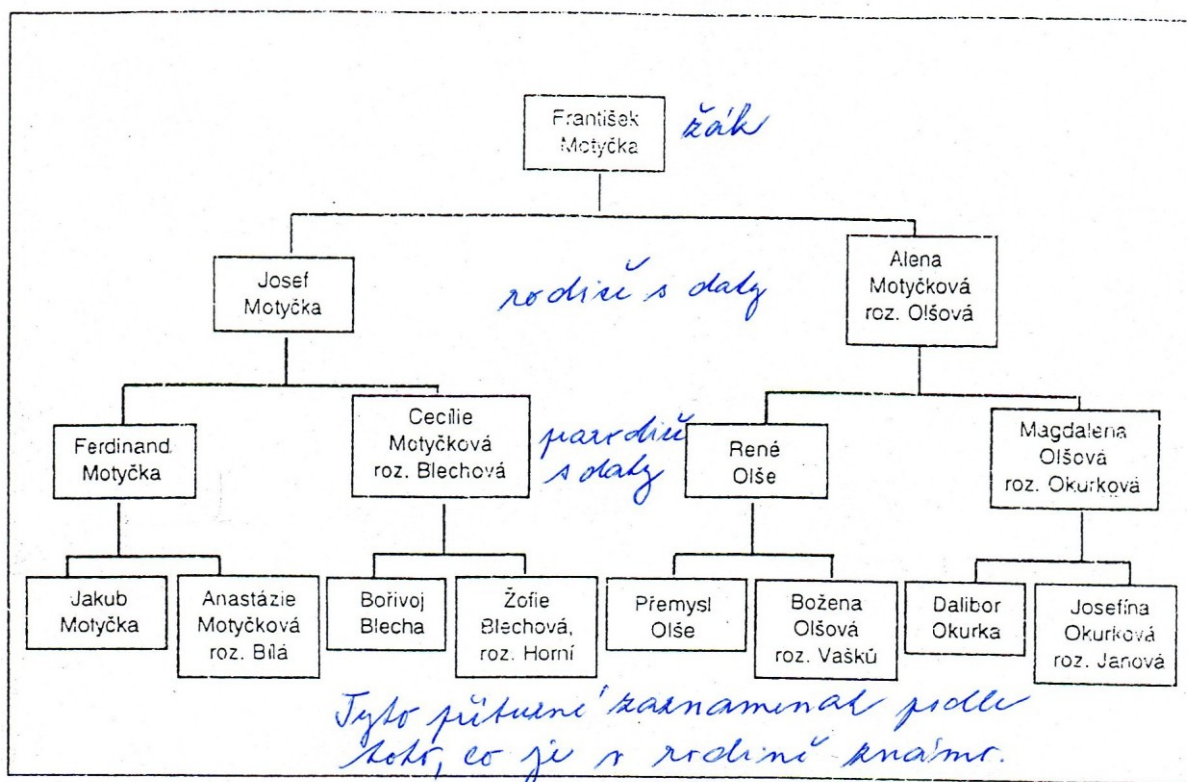 František
Motyčka
žák
Josef
Motyčka
rodiče s daty
Alena
Motyčková
roz. Olšová
Ferdinand
Motyčka
Cecílie
Motyčková
roz. Blechová
prarodiče
s daty
René
Olše
Magdalena
Olšová
roz. Okurková
Jakub
Motyčka
Anastázie
Motyčková
roz. Bílá
Bořivoj
Blecha
Žofie
Blechová,
roz. Horní
Přemysl
Olše
Božena
Olšová
roz. Vašků
Dalibor
Okurka
Josefína
Okurková
roz. Janová
Tyto příbuzné zaznamenat podle
toho, co je v rodině známo.